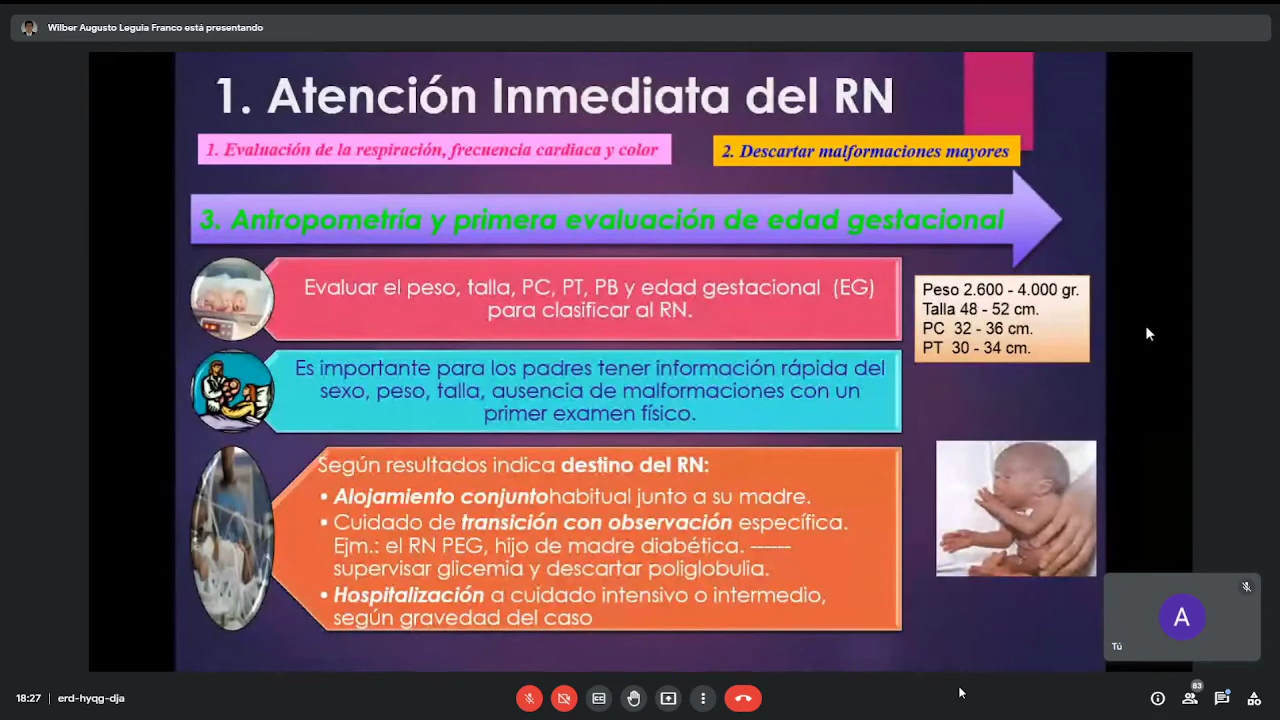 Wilber Augusto Leguia Franco está presentando
1. Atención Inmediata del RN
1. Evaluación de la respiración, frecuencia cardiaca y color
2. Descartar malformaciones mayores
3. Antropometría y primera evaluación de edad gestacional
Evaluar el peso, talla, PC, PT, PB y edad gestacional (EG)
para clasificar al RN.
Peso 2.600 - 4.000 gr.
Talla 48 - 52 cm.
PC 32 - 36 cm.
PT 30 - 34 cm.
Es importante para los padres tener información rápida del
sexo, peso, talla, ausencia de malformaciones con un
primer examen físico.
Según resultados indica destino del RN:
• Alojamiento conjuntohabitual junto a su madre.
• Cuidado de transición con observación específica.
Ejm.: el RN PEG, hijo de madre diabética. ------
supervisar glicemia y descartar poliglobulia.
• Hospitalización a cuidado intensivo o intermedio,
según gravedad del caso
A
Tú
18:27 erd-hyqg-dja
83